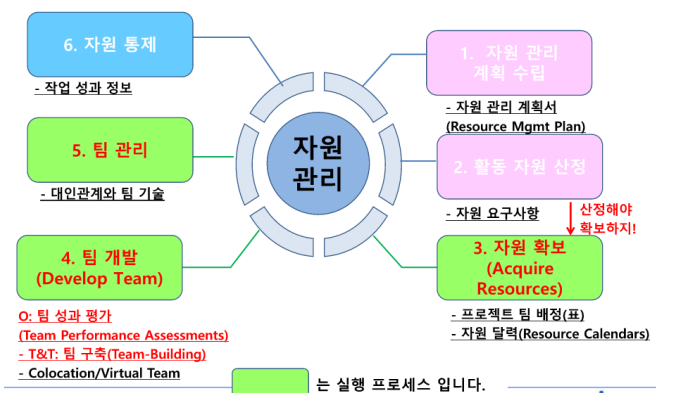 6. 자원 통제
- 작업 성과 정보
1. 자원 관리
계획 수립
- 자원 관리 계획서
(Resource Mgmt Plan)
5. 팀 관리
- 대인관계와 팀 기술
자원
관리
2. 활동 자원 산정
- 자원 요구사항
산정해야
확보하지!
4. 팀 개발
(Develop Team)
O: 팀 성과 평가
(Team Performance Assessments)
- T&T: 팀 구축(Team-Building)
- Colocation/Virtual Team
3. 자원 확보
(Acquire
Resources)
- 프로젝트 팀 배정(표)
- 자원 달력(Resource Calendars)
는 실행 프로세스 입니다.